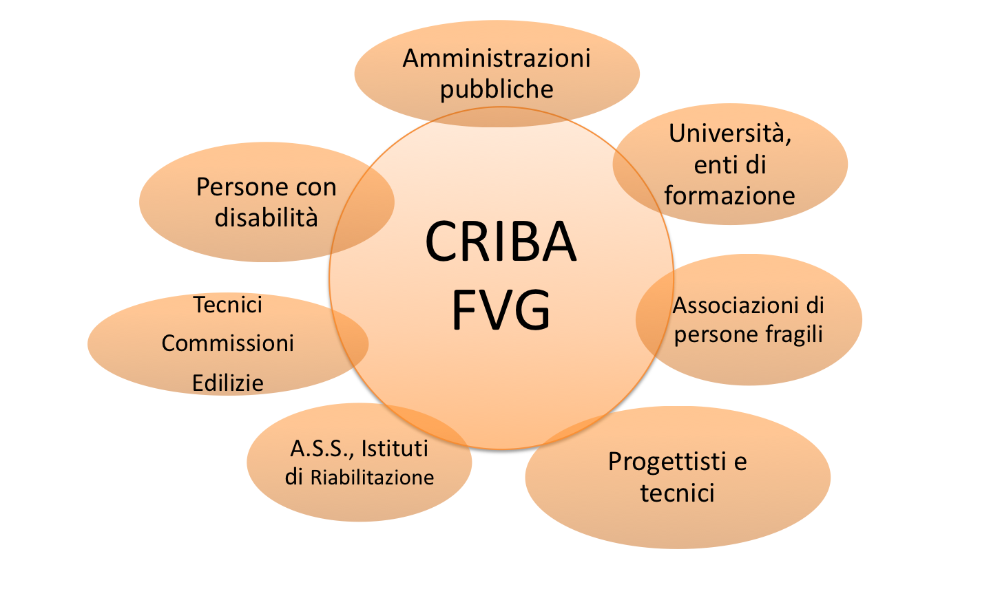 Amministrazioni
pubbliche
Università,
enti di
formazione
Persone con
disabilità
CRIBA
FVG
Associazioni di
persone fragili
Tecnici
Commissioni
Edilizie
A.S.S., Istituti
di Riabilitazione
Progettisti e
tecnici